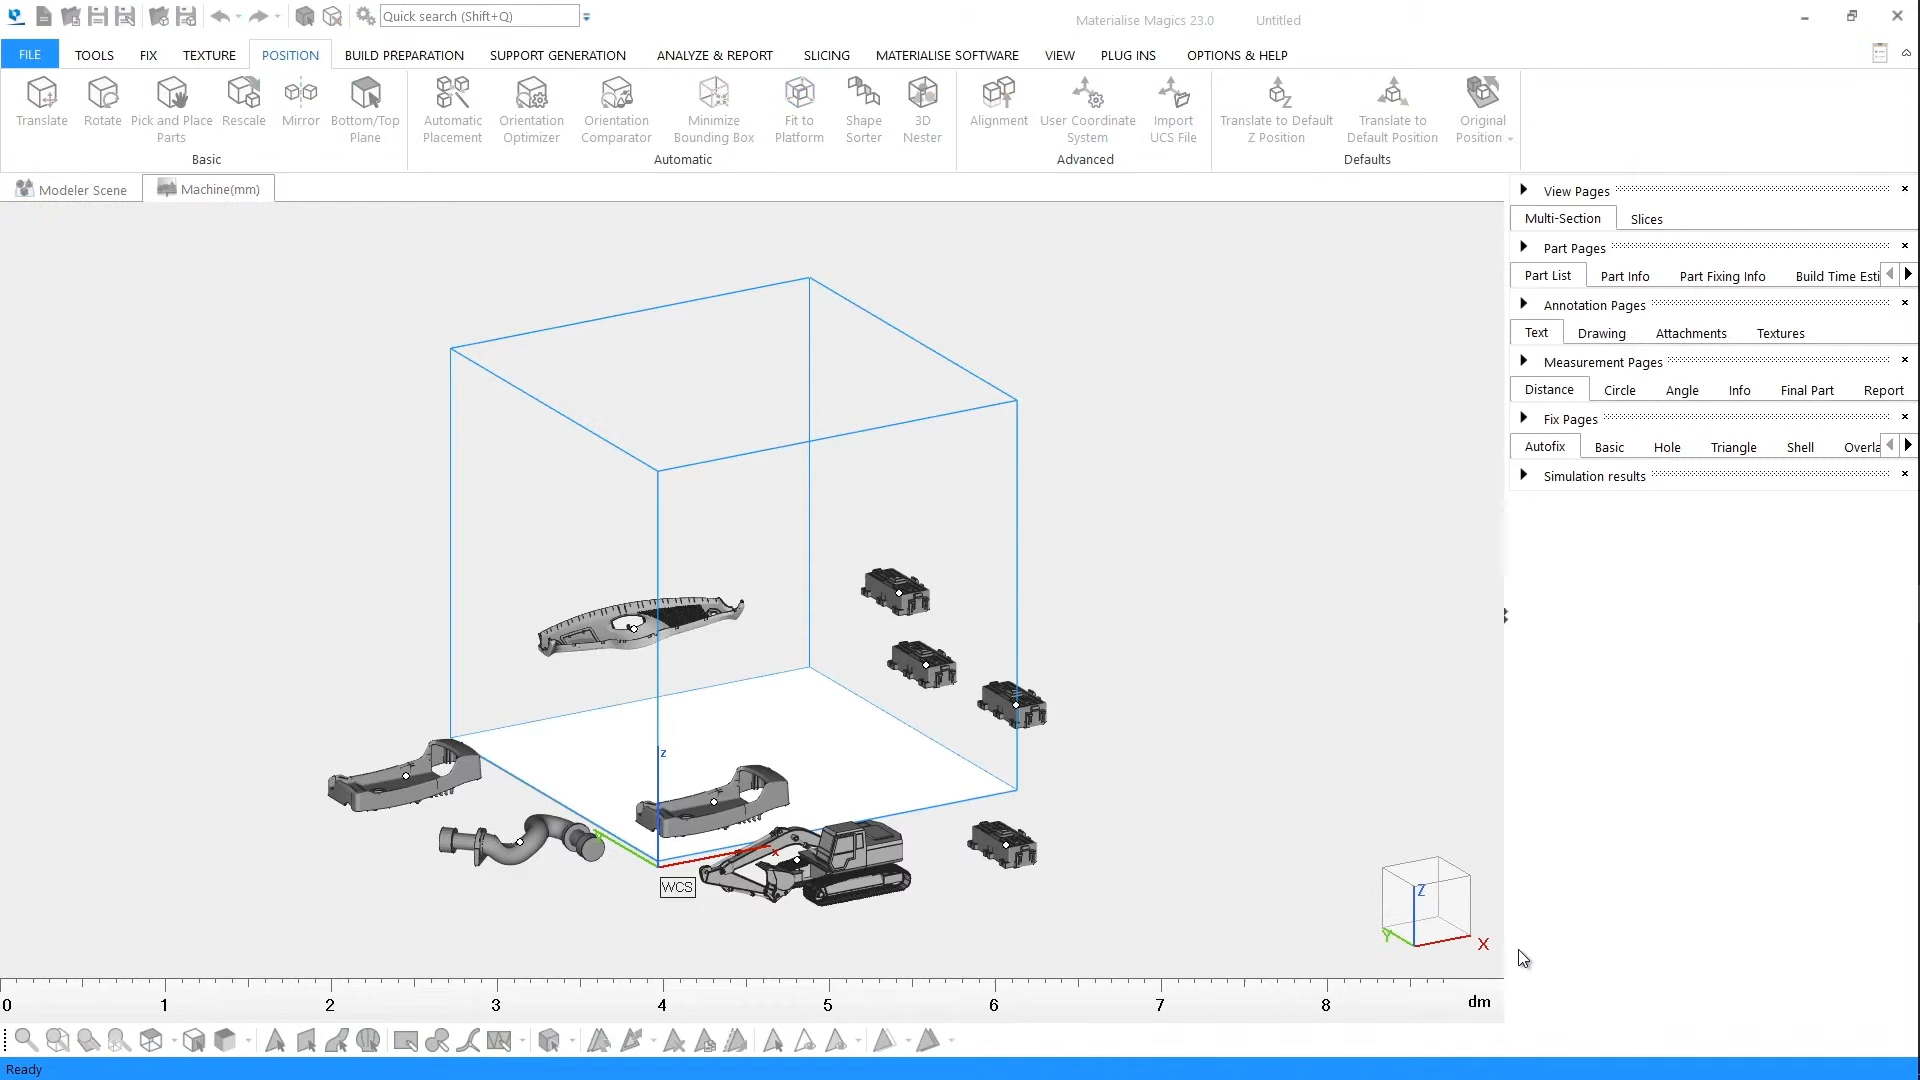 Quick search (Shift+Q)
Materialise Magics 23.0
Untitled
FILE TOOLS FIX TEXTURE POSITION BUILD PREPARATION SUPPORT GENERATION ANALYZE & REPORT SLICING MATERIALISE SOFTWARE VIEW PLUG INS OPTIONS & HELP
Translate
Rotate
Pick and Place
Parts
Rescale
Mirror
Bottom/Top
Plane
Basic
Automatic
Placement
Orientation
Optimizer
Orientation
Comparator
Minimize
Bounding Box
Fit to
Platform
Shape
Sorter
3D
Nester
Automatic
Alignment
User Coordinate
System
Import
UCS File
Advanced
Translate to Default
Z Position
Translate to
Default Position
Original
Position
Defaults
Modeler Scene
Machine(mm)
View Pages
Multi-Section Slices
Part Pages
Part List Part Info Part Fixing Info Build Time Esti
Annotation Pages
Text Drawing Attachments Textures
Measurement Pages
Distance Circle Angle Info Final Part Report
Fix Pages
Autofix Basic Hole Triangle Shell Overla
Simulation results
z
x
WCS
Z
Y
X
0 1 2 3 4 5 6 7 8 dm
Ready